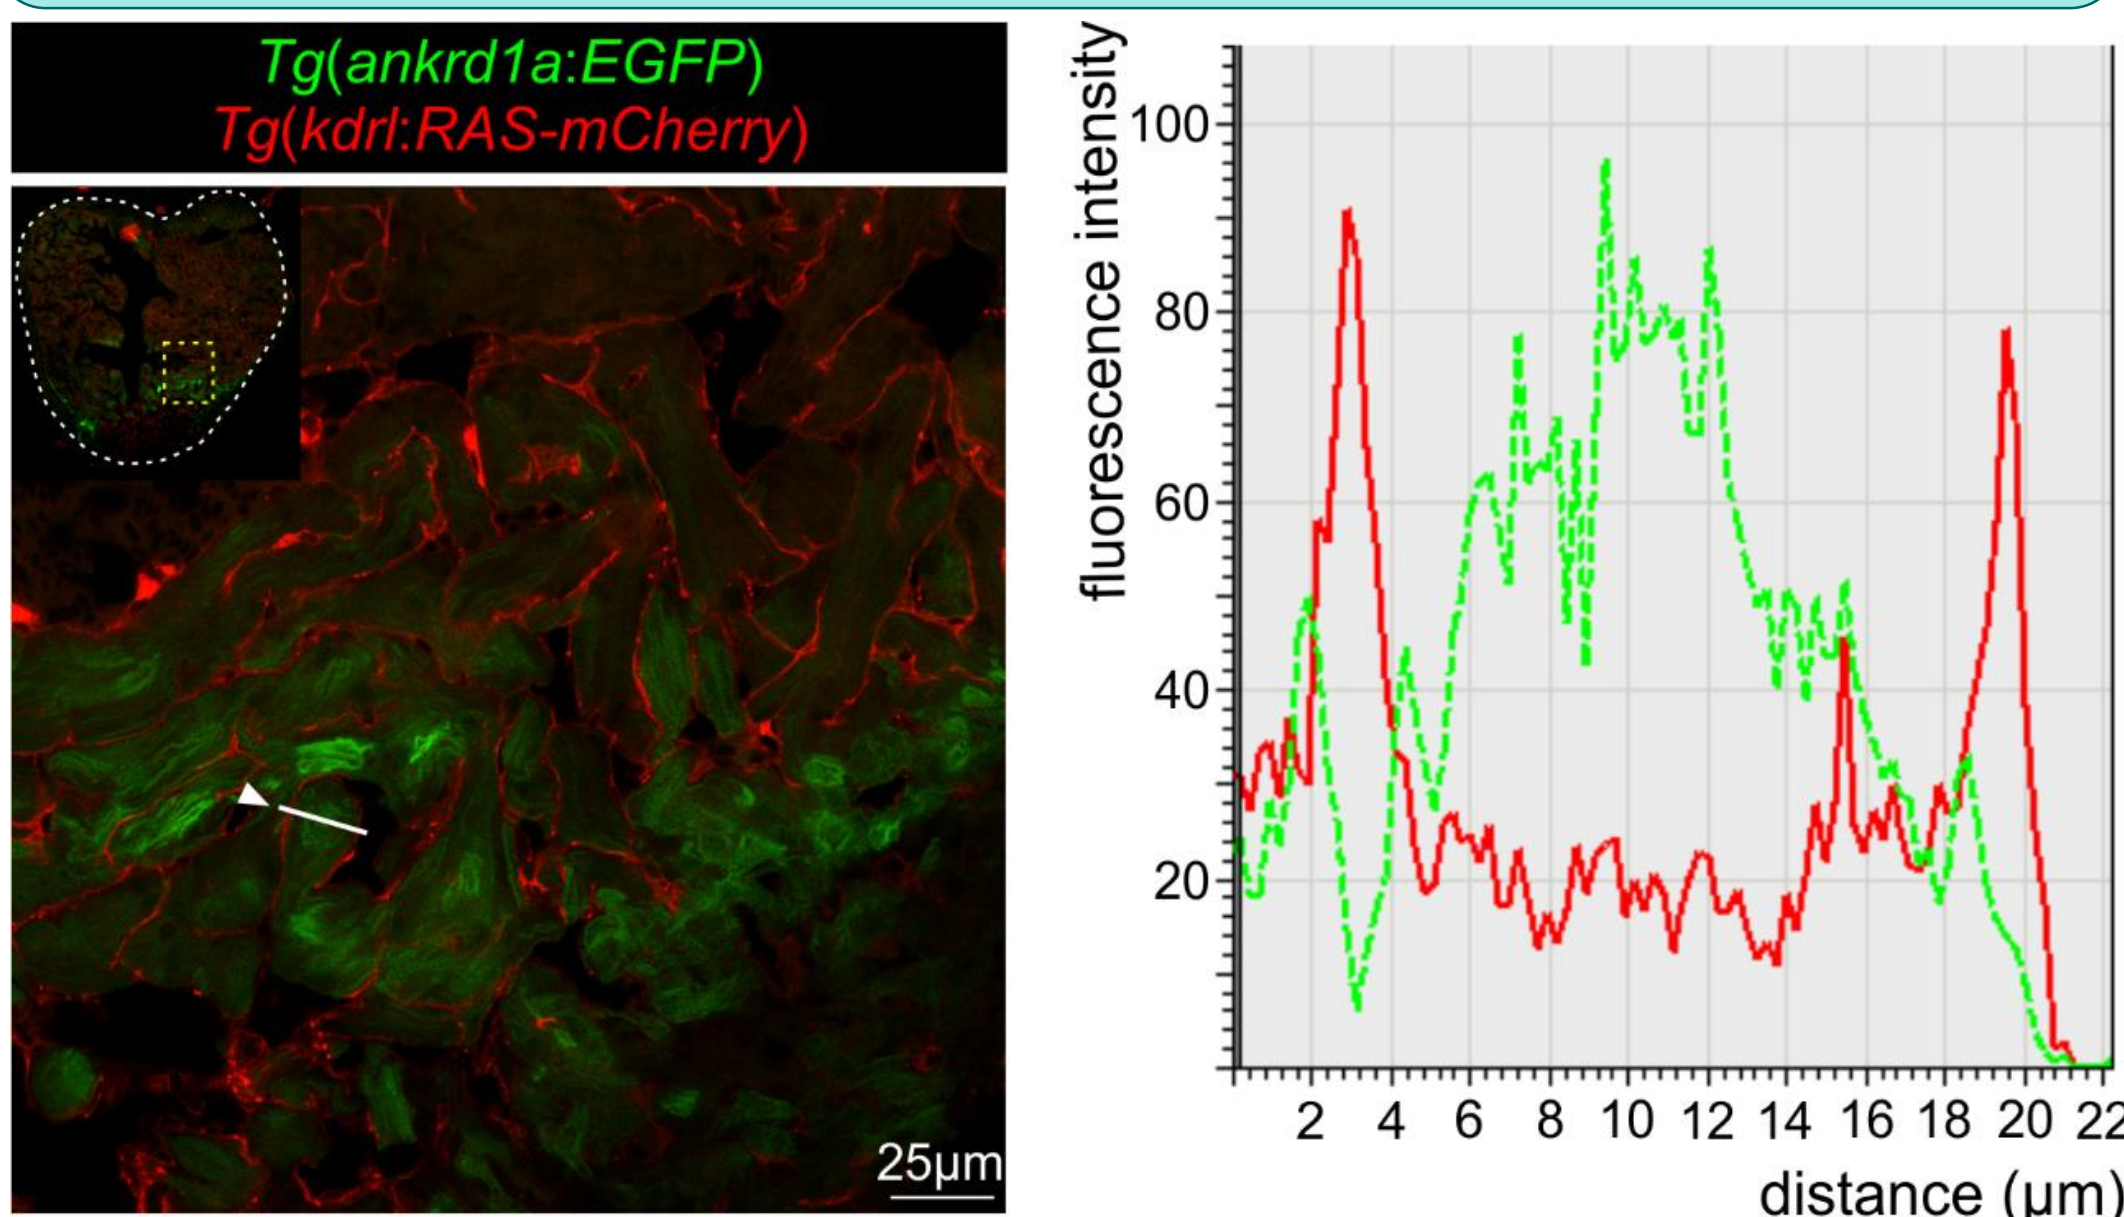 Tg(ankrd1a:EGFP)
Tg(kdrl:RAS-mCherry)
25µm
fluorescence intensity
100
80
60
40
20
2 4 6 8 10 12 14 16 18 20 22
distance (µm)